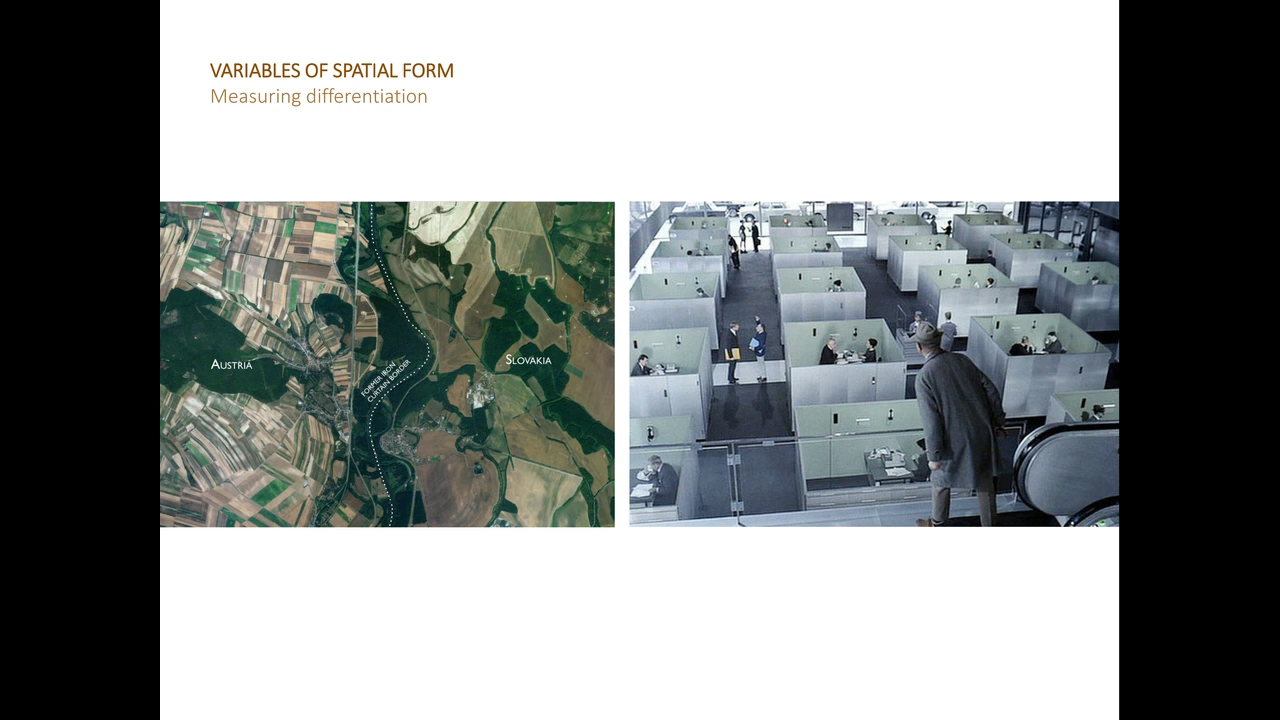 VARIABLES OF SPATIAL FORM
Measuring differentiation
AUSTRIA
FORMER IRON
CURTAIN BORDER
SLOVAKIA